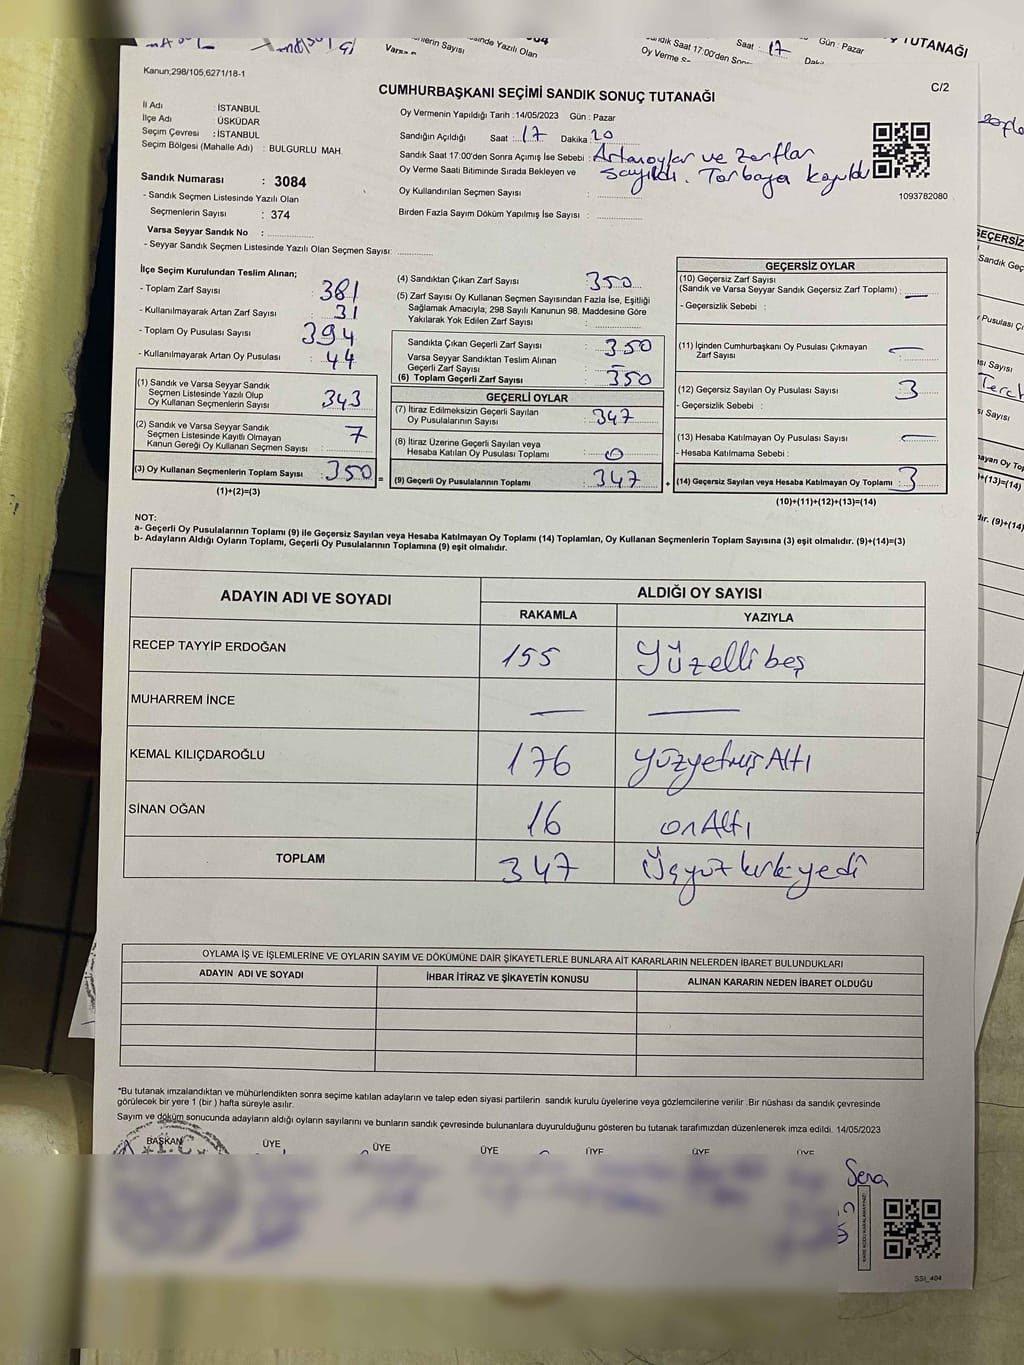 Kanun;298/105,6271/18-1
C/2
CUMHURBAŞKANI SEÇİMİ SANDIK SONUÇ TUTANAĞI
İl Adı : İSTANBUL
İlçe Adı : ÜSKÜDAR
Seçim Çevresi : İSTANBUL
Seçim Bölgesi (Mahalle Adı) : BULGURLU MAH.
Sandık Numarası : 3084
- Sandık Seçmen Listesinde Yazılı Olan
Seçmenlerin Sayısı : 374
Varsa Seyyar Sandık No :
- Seyyar Sandık Seçmen Listesinde Yazılı Olan Seçmen Sayısı:
Oy Vermenin Yapıldığı Tarih :14/05/2023 Gün : Pazar
Sandığın Açıldığı Saat : 17 Dakika 20
Sandık Saat 17:00'den Sonra Açımış İse Sebebi : Artan oylar ve zarflar
Oy Verme Saati Bitiminde Sırada Bekleyen ve sayıldı. Torbaya koyuldu
Oy Kullandırılan Seçmen Sayısı :
Birden Fazla Sayım Döküm Yapılmış İse Sayısı :
1093782080
İlçe Seçim Kurulundan Teslim Alınan;
- Toplam Zarf Sayısı : 381
- Kullanılmayarak Artan Zarf Sayısı : 31
- Toplam Oy Pusulası Sayısı : 394
- Kullanılmayarak Artan Oy Pusulası : 44
(1) Sandık ve Varsa Seyyar Sandık
Seçmen Listesinde Yazılı Olup
Oy Kullanan Seçmenlerin Sayısı : 343
(2) Sandık ve Varsa Seyyar Sandık
Seçmen Listesinde Kayıtlı Olmayan
Kanun Gereği Oy Kullanan Seçmen Sayısı : 7
(3) Oy Kullanan Seçmenlerin Toplam Sayısı : 350 =
(1)+(2)=(3)
(4) Sandıktan Çıkan Zarf Sayısı : 350
(5) Zarf Sayısı Oy Kullanan Seçmen Sayısından Fazla İse, Eşitliği
Sağlamak Amacıyla; 298 Sayılı Kanunun 98. Maddesine Göre
Yakılarak Yok Edilen Zarf Sayısı :
Sandıkta Çıkan Geçerli Zarf Sayısı : 350
Varsa Seyyar Sandıktan Teslim Alınan
Geçerli Zarf Sayısı : —
(6) Toplam Geçerli Zarf Sayısı : 350
GEÇERLİ OYLAR
(7) İtiraz Edilmeksizin Geçerli Sayılan
Oy Pusulalarının Sayısı : 347
(8) İtiraz Üzerine Geçerli Sayılan veya
Hesaba Katılan Oy Pusulası Toplamı : 0
(9) Geçerli Oy Pusulalarının Toplamı : 347 +
GEÇERSİZ OYLAR
(10) Geçersiz Zarf Sayısı
(Sandık ve Varsa Seyyar Sandık Geçersiz Zarf Toplamı) : —
- Geçersizlik Sebebi :
(11) İçinden Cumhurbaşkanı Oy Pusulası Çıkmayan
Zarf Sayısı : —
(12) Geçersiz Sayılan Oy Pusulası Sayısı : 3
- Geçersizlik Sebebi :
(13) Hesaba Katılmayan Oy Pusulası Sayısı : —
- Hesaba Katılmama Sebebi :
(14) Geçersiz Sayılan veya Hesaba Katılmayan Oy Toplamı : 3
(10)+(11)+(12)+(13)=(14)
NOT:
a- Geçerli Oy Pusulalarının Toplamı (9) ile Geçersiz Sayılan veya Hesaba Katılmayan Oy Toplamı (14) Toplamları, Oy Kullanan Seçmenlerin Toplam Sayısına (3) eşit olmalıdır. (9)+(14)=(3)
b- Adayların Aldığı Oyların Toplamı, Geçerli Oy Pusulalarının Toplamına (9) eşit olmalıdır.
ADAYIN ADI VE SOYADI ALDIĞI OY SAYISI
RAKAMLA YAZIYLA
RECEP TAYYİP ERDOĞAN 155 Yüzellibeş
MUHARREM İNCE — —
KEMAL KILIÇDAROĞLU 176 yüzyetmişAltı
SİNAN OĞAN 16 onAltı
TOPLAM 347 Üçyüzkırkyedi
OYLAMA İŞ VE İŞLEMLERİNE VE OYLARIN SAYIM VE DÖKÜMÜNE DAİR ŞİKAYETLERLE BUNLARA AİT KARARLARIN NELERDEN İBARET BULUNDUKLARI
ADAYIN ADI VE SOYADI İHBAR İTİRAZ VE ŞİKAYETİN KONUSU ALINAN KARARIN NEDEN İBARET OLDUĞU
*Bu tutanak imzalandıktan ve mühürlendikten sonra seçime katılan adayların ve talep eden siyasi partilerin sandık kurulu üyelerine veya gözlemcilerine verilir .Bir nüshası da sandık çevresinde
görülecek bir yere 1 (bir ) hafta süreyle asılır.
Sayım ve döküm sonucunda adayların aldığı oyların sayılarını ve bunların sandık çevresinde bulunanlara duyurulduğunu gösteren bu tutanak tarafımızdan düzenlenerek imza edildi. 14/05/2023
BAŞKAN ÜYE ÜYE ÜYE ÜYE ÜYE ÜYE
Sena
SSI_404